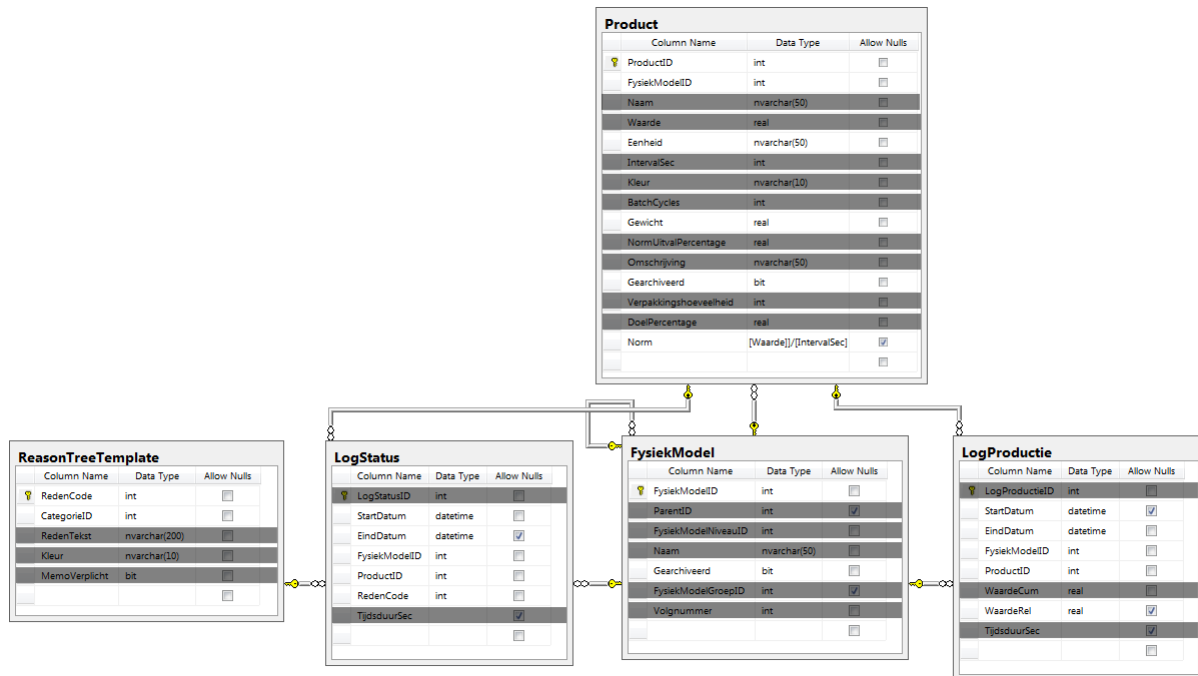 Product
Column Name Data Type Allow Nulls
ProductID int
FysiekModelID int
Naam nvarchar(50)
Waarde real
Eenheid nvarchar(50)
IntervalSec int
Kleur nvarchar(10)
BatchCycles int
Gewicht real
NormUitvalPercentage real
Omschrijving nvarchar(50)
Gearchiveerd bit
Verpakkingshoeveelheid int
DoelPercentage real
Norm [Waarde]]/[IntervalSec]
ReasonTreeTemplate
Column Name Data Type Allow Nulls
RedenCode int
CategorieID int
RedenTekst nvarchar(200)
Kleur nvarchar(10)
MemoVerplicht bit
LogStatus
Column Name Data Type Allow Nulls
LogStatusID int
StartDatum datetime
EindDatum datetime
FysiekModelID int
ProductID int
RedenCode int
TijdsduurSec
FysiekModel
Column Name Data Type Allow Nulls
FysiekModelID int
ParentID int
FysiekModelNiveauID int
Naam nvarchar(50)
Gearchiveerd bit
FysiekModelGroepID int
Volgnummer int
LogProductie
Column Name Data Type Allow Nulls
LogProductieID int
StartDatum datetime
EindDatum datetime
FysiekModelID int
ProductID int
WaardeCum real
WaardeRel real
TijdsduurSec